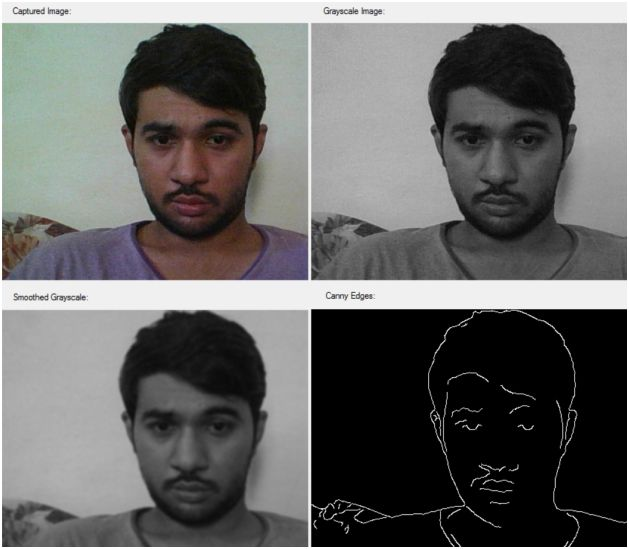 Captured Image:
Grayscale Image:
Smoothed Grayscale:
Canny Edges: